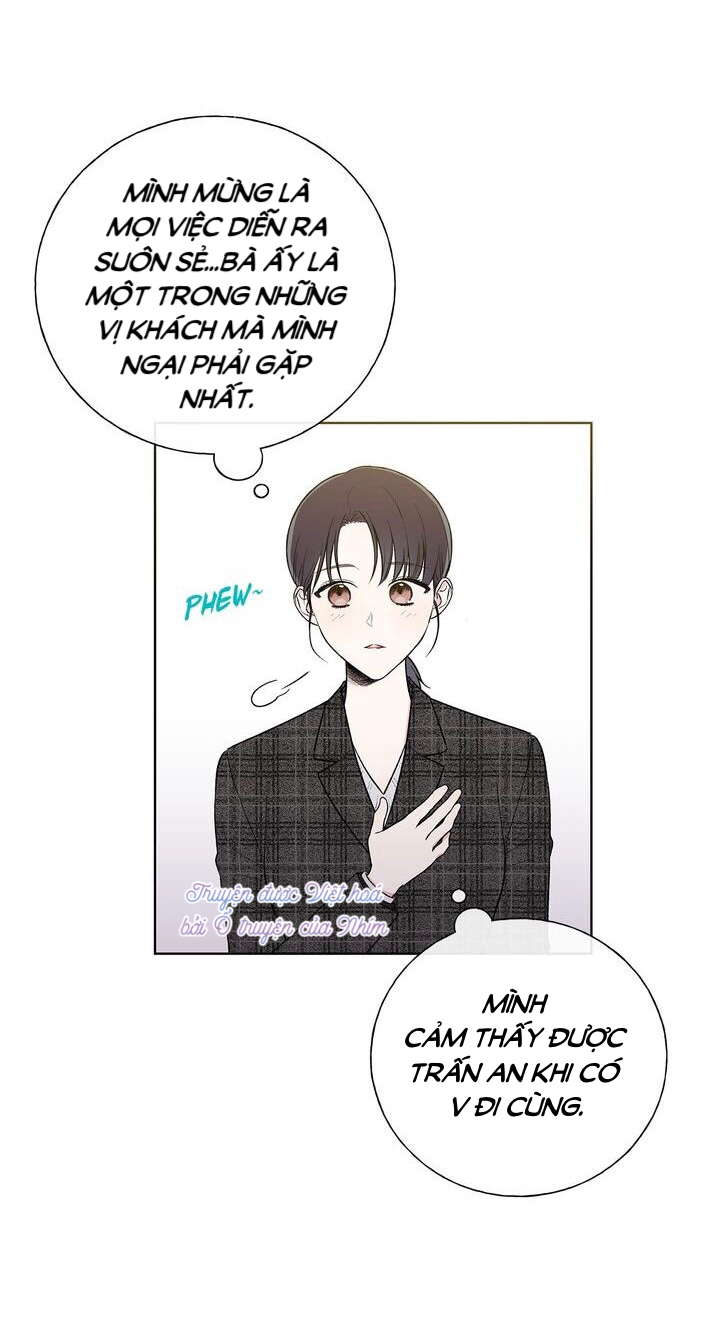 MÌNH MỪNG LÀ
MỌI VIỆC DIỄN RA
SUÔN SẺ...BÀ ẤY LÀ
MỘT TRONG NHỮNG
VỊ KHÁCH MÀ MÌNH
NGẠI PHẢI GẶP
NHẤT.
PHEW~
Truyện được Việt hoá
bởi Ổ truyện của Nhím
MÌNH
CẢM THẤY ĐƯỢC
TRẤN AN KHI CÓ
V ĐI CÙNG.